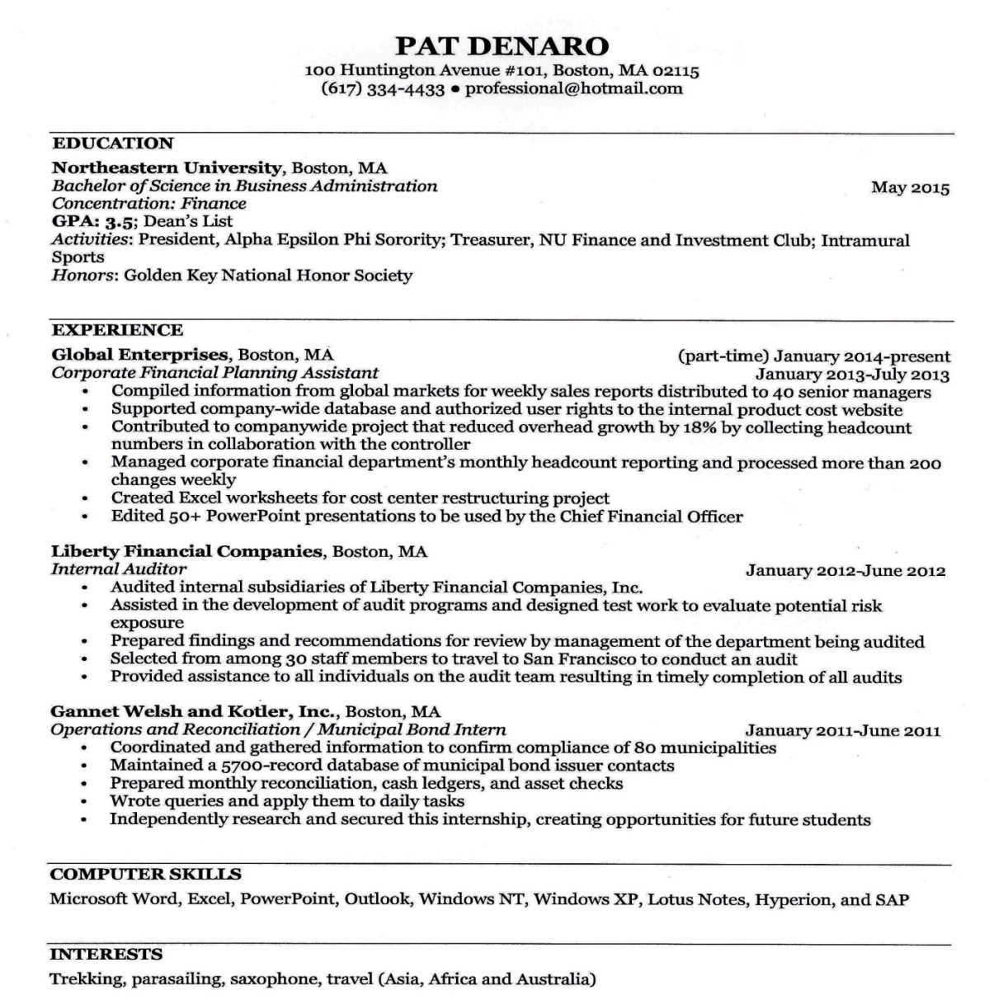 PAT DENARO
100 Huntington Avenue #101, Boston, MA 02115
(617) 334-4433 • professional@hotmail.com
EDUCATION
Northeastern University, Boston, MA
Bachelor of Science in Business Administration May 2015
Concentration: Finance
GPA: 3.5; Dean's List
Activities: President, Alpha Epsilon Phi Sorority; Treasurer, NU Finance and Investment Club; Intramural
Sports
Honors: Golden Key National Honor Society
EXPERIENCE
Global Enterprises, Boston, MA (part-time) January 2014-present
Corporate Financial Planning Assistant January 2013-July 2013
• Compiled information from global markets for weekly sales reports distributed to 40 senior managers
• Supported company-wide database and authorized user rights to the internal product cost website
• Contributed to companywide project that reduced overhead growth by 18% by collecting headcount
numbers in collaboration with the controller
• Managed corporate financial department's monthly headcount reporting and processed more than 200
changes weekly
• Created Excel worksheets for cost center restructuring project
• Edited 50+ PowerPoint presentations to be used by the Chief Financial Officer
Liberty Financial Companies, Boston, MA
Internal Auditor January 2012-June 2012
• Audited internal subsidiaries of Liberty Financial Companies, Inc.
• Assisted in the development of audit programs and designed test work to evaluate potential risk
exposure
• Prepared findings and recommendations for review by management of the department being audited
• Selected from among 30 staff members to travel to San Francisco to conduct an audit
• Provided assistance to all individuals on the audit team resulting in timely completion of all audits
Gannet Welsh and Kotler, Inc., Boston, MA
Operations and Reconciliation / Municipal Bond Intern January 2011-June 2011
• Coordinated and gathered information to confirm compliance of 80 municipalities
• Maintained a 5700-record database of municipal bond issuer contacts
• Prepared monthly reconciliation, cash ledgers, and asset checks
• Wrote queries and apply them to daily tasks
• Independently research and secured this internship, creating opportunities for future students
COMPUTER SKILLS
Microsoft Word, Excel, PowerPoint, Outlook, Windows NT, Windows XP, Lotus Notes, Hyperion, and SAP
INTERESTS
Trekking, parasailing, saxophone, travel (Asia, Africa and Australia)